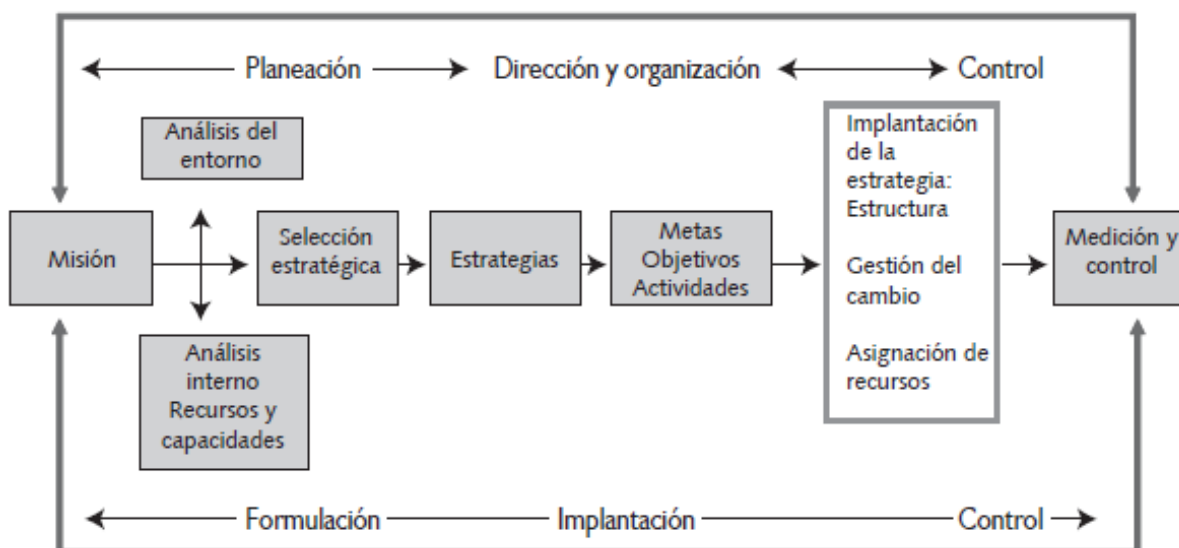 Planeación
Dirección y organización
Control
Análisis del
entorno
Misión
Selección
estratégica
Estrategias
Metas
Objetivos
Actividades
Implantación
de la
estrategia:
Estructura
Gestión del
cambio
Asignación de
recursos
Medición y
control
Análisis
interno
Recursos y
capacidades
Formulación
Implantación
Control